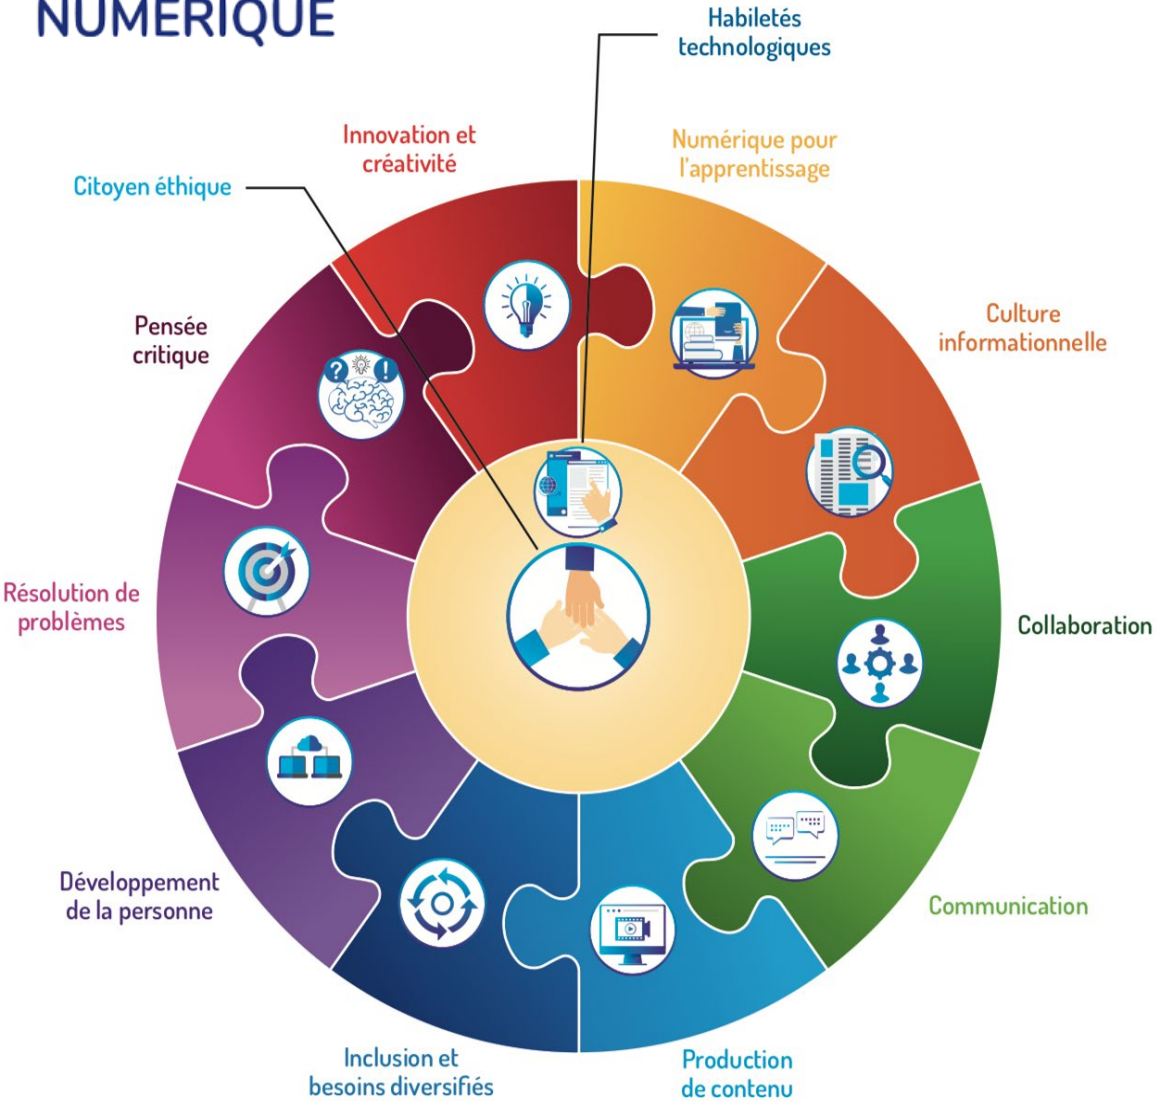 NUMÉRIQUE
Habiletés
technologiques
Innovation et
créativité
Numérique pour
l'apprentissage
Citoyen éthique
Pensée
critique
Culture
informationnelle
Résolution de
problèmes
Collaboration
Développement
de la personne
Communication
Inclusion et
besoins diversifiés
Production
de contenu